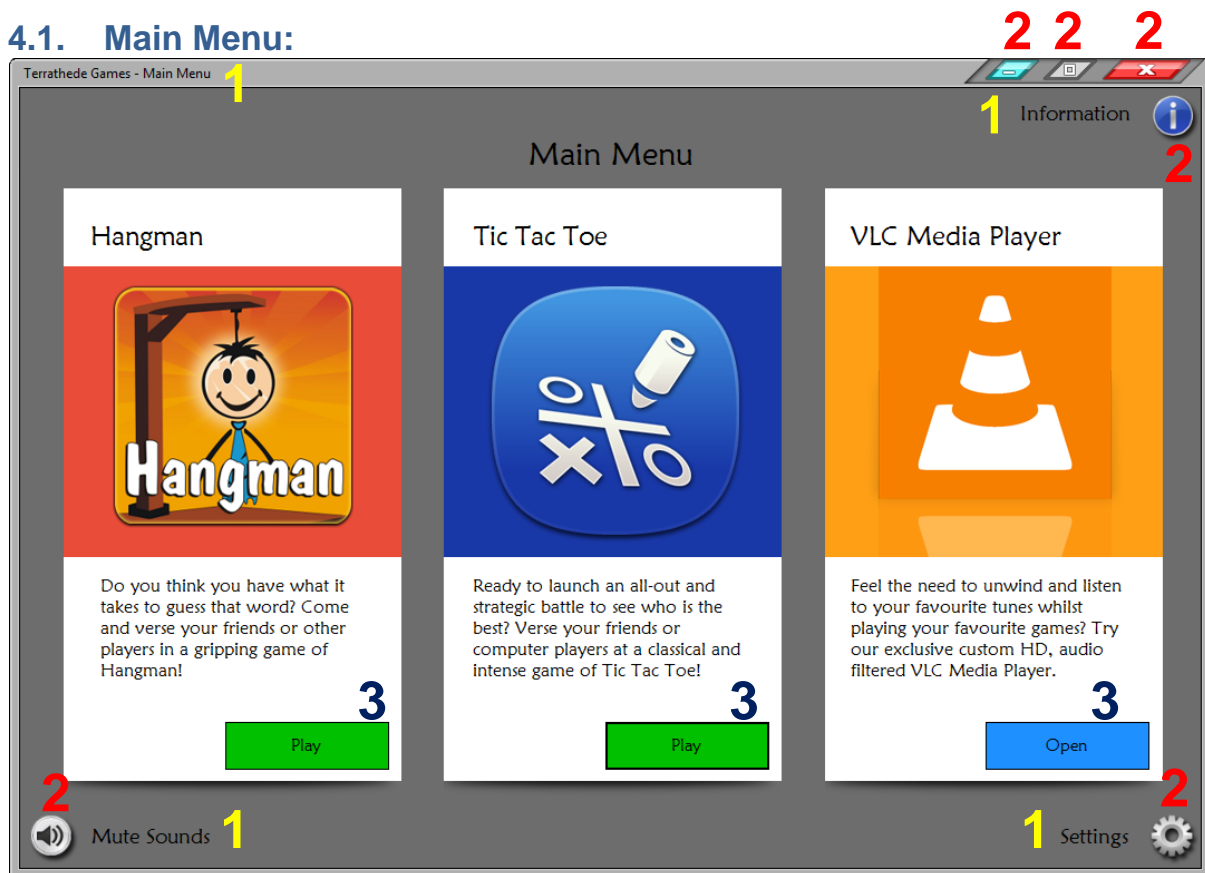 4.1. Main Menu:
2 2 2
Terrathede Games - Main Menu 1
1 Information
2
Main Menu
Hangman
Hangman
Do you think you have what it
takes to guess that word? Come
and verse your friends or other
players in a gripping game of
Hangman!
3
Play
Tic Tac Toe
Ready to launch an all-out and
strategic battle to see who is the
best? Verse your friends or
computer players at a classical and
intense game of Tic Tac Toe!
3
Play
VLC Media Player
Feel the need to unwind and listen
to your favourite tunes whilst
playing your favourite games? Try
our exclusive custom HD, audio
filtered VLC Media Player.
3
Open
2
Mute Sounds 1
2
1 Settings